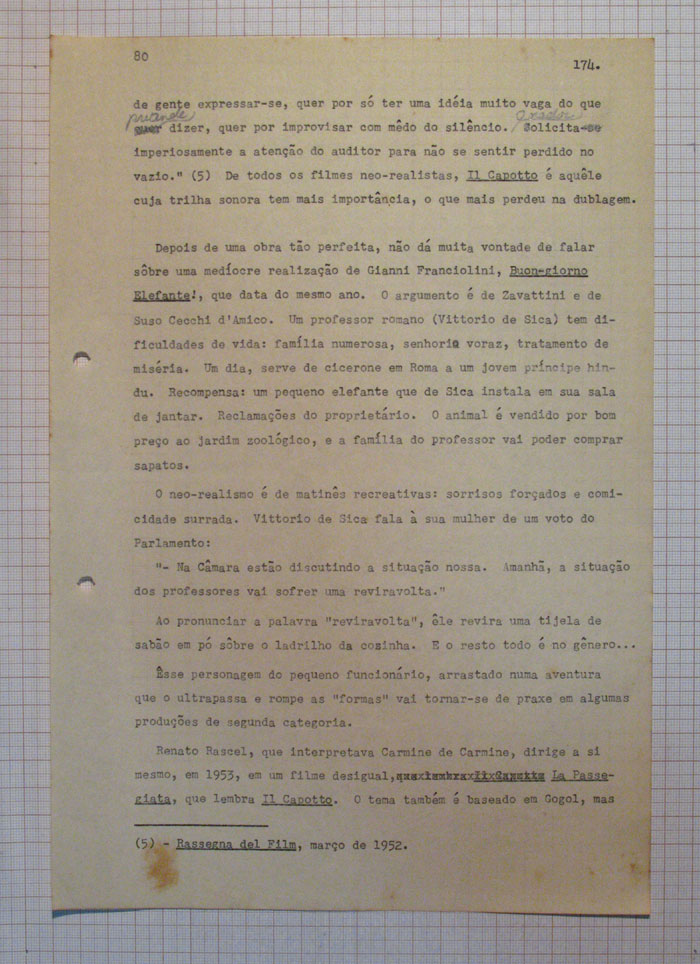 80
174.
de gente expressar-se, quer por só ter uma idéia muito vaga do que
pretende orador
quer dizer, quer por improvisar com mêdo do silêncio. Solicita-se
imperiosamente a atenção do auditor para não se sentir perdido no
vazio." (5) De todos os filmes neo-realistas, Il Capotto é aquêle
cuja trilha sonora tem mais importância, o que mais perdeu na dublagem.
Depois de uma obra tão perfeita, não dá muita vontade de falar
sôbre uma medíocre realização de Gianni Franciolini, Buon-giorno
Elefante!, que data do mesmo ano. O argumento é de Zavattini e de
Suso Cecchi d'Amico. Um professor romano (Vittorio de Sica) tem di-
ficuldades de vida: família numerosa, senhorio voraz, tratamento de
miséria. Um dia, serve de cicerone em Roma a um jovem príncipe hin-
du. Recompensa: um pequeno elefante que de Sica instala em sua sala
de jantar. Reclamações do proprietário. O animal é vendido por bom
preço ao jardim zoológico, e a família do professor vai poder comprar
sapatos.
O neo-realismo é de matinês recreativas: sorrisos forçados e comi-
cidade surrada. Vittorio de Sica fala à sua mulher de um voto do
Parlamento:
"- Na Câmara estão discutindo a situação nossa. Amanhã, a situação
dos professores vai sofrer uma reviravolta."
Ao pronunciar a palavra "reviravolta", êle revira uma tijela de
sabão em pó sôbre o ladrilho da cosinha. E o resto todo é no gênero...
Êsse personagem do pequeno funcionário, arrastado numa aventura
que o ultrapassa e rompe as "formas" vai tornar-se de praxe em algumas
produções de segunda categoria.
Renato Rascel, que interpretava Carmine de Carmine, dirige a si
mesmo, em 1953, em um filme desigual, La Passe-
giata, que lembra Il Capotto. O tema também é baseado em Gogol, mas
(5) - Rassegna del Film, março de 1952.